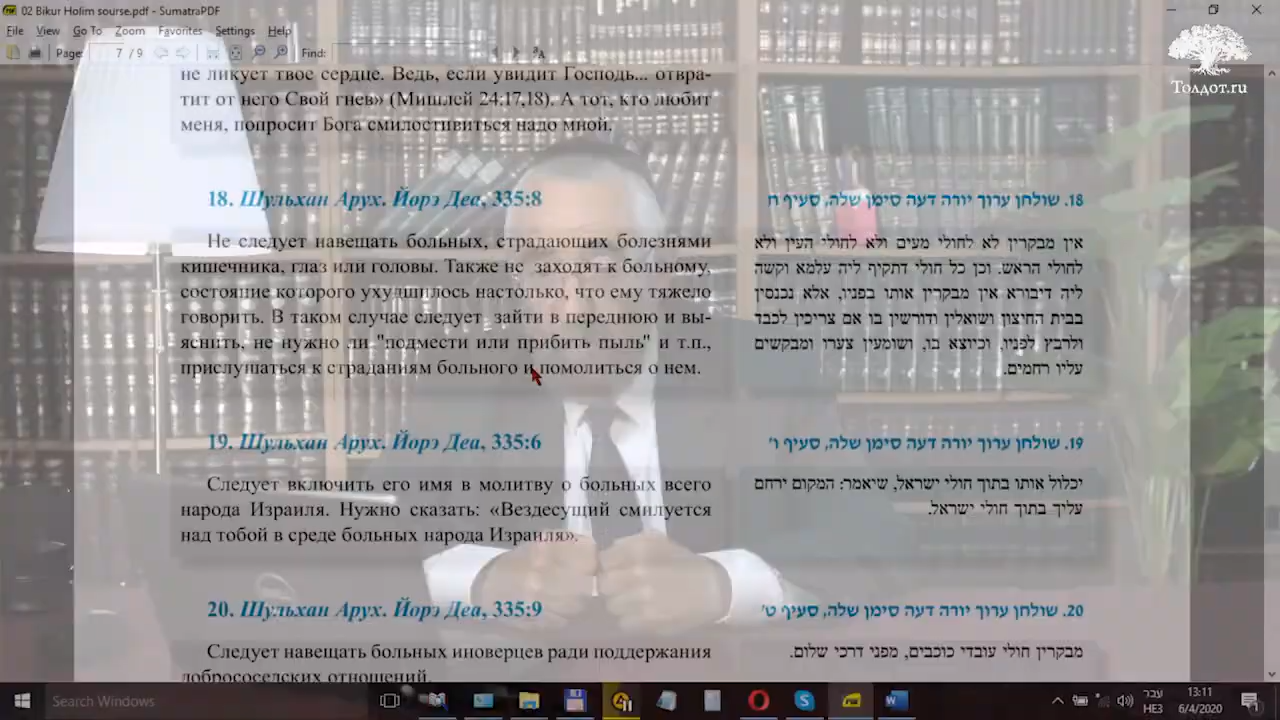 02 Bikur Holim sourse.pdf - SumatraPDF
File View Go To Zoom Favorites Settings Help
Page: 7 / 9 Find:
Толдот.ru
не ликует твое сердце. Ведь, если увидит Господь... отвра-
тит от него Свой гнев» (Мишлей 24:17,18). А тот, кто любит
меня, попросит Бога смилостивиться надо мной.
18. Шульхан Арух. Йорэ Деа, 335:8
Не следует навещать больных, страдающих болезнями
кишечника, глаз или головы. Также не заходят к больному,
состояние которого ухудшилось настолько, что ему тяжело
говорить. В таком случае следует зайти в переднюю и вы-
яснить, не нужно ли "подмести или прибить пыль" и т.п.,
прислушаться к страданиям больного и помолиться о нем.
18. שולחן ערוך יורה דעה סימן שלה, סעיף ח
אין מבקרין לא לחולי מעים ולא לחולי העין ולא
לחולי הראש. וכן כל חולי דתקיף ליה עלמא וקשה
ליה דיבורא אין מבקרין אותו בפניו, אלא נכנסין
בבית החיצון ושואלין ודורשין בו אם צריכין לכבד
ולרבץ לפניו, וכיוצא בו, ושומעין צערו ומבקשים
עליו רחמים.
19. Шульхан Арух. Йорэ Деа, 335:6
Следует включить его имя в молитву о больных всего
народа Израиля. Нужно сказать: «Вездесущий смилуется
над тобой в среде больных народа Израиля».
19. שולחן ערוך יורה דעה סימן שלה, סעיף ו'
יכלול אותו בתוך חולי ישראל, שיאמר: המקום ירחם
עליך בתוך חולי ישראל.
20. Шульхан Арух. Йорэ Деа, 335:9
Следует навещать больных иноверцев ради поддержания
добрососедских отношений.
20. שולחן ערוך יורה דעה סימן שלה, סעיף ט'
מבקרין חולי עובדי כוכבים, מפני דרכי שלום.
Search Windows
עבר
HE3
13:11
6/4/2020